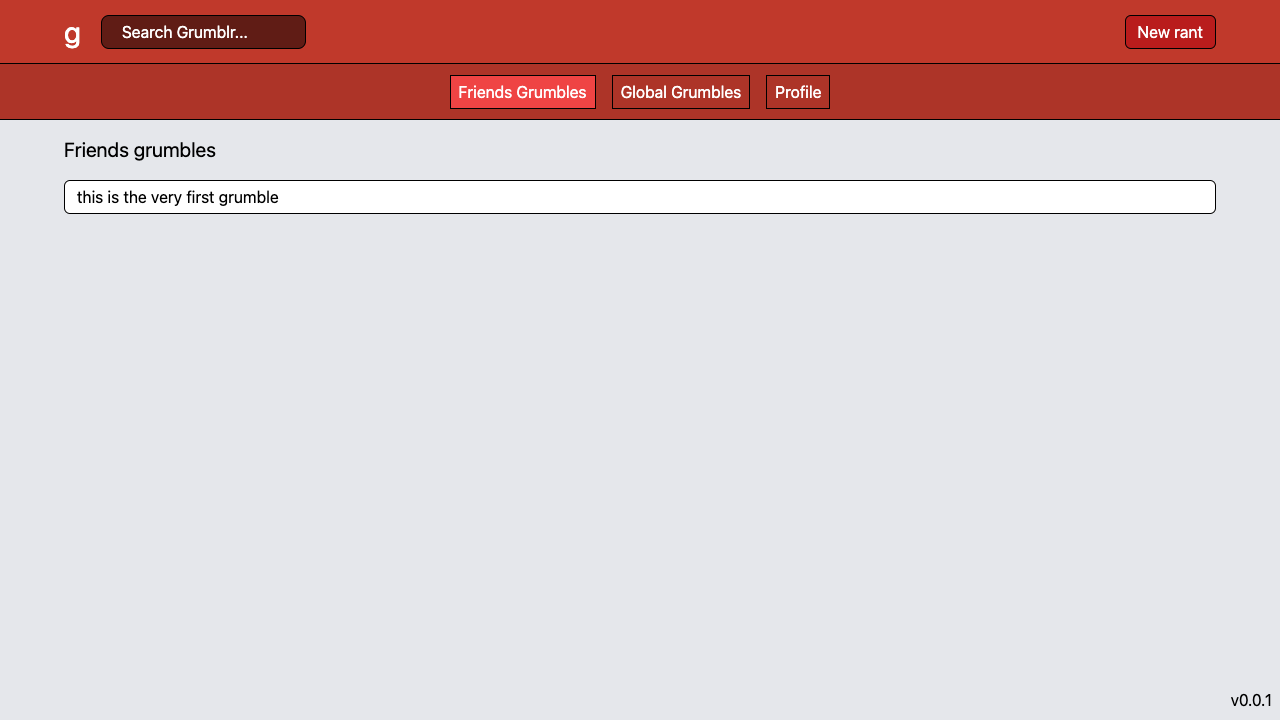 g
Search Grumblr...
New rant
Friends Grumbles
Global Grumbles
Profile
Friends grumbles
this is the very first grumble
v0.0.1